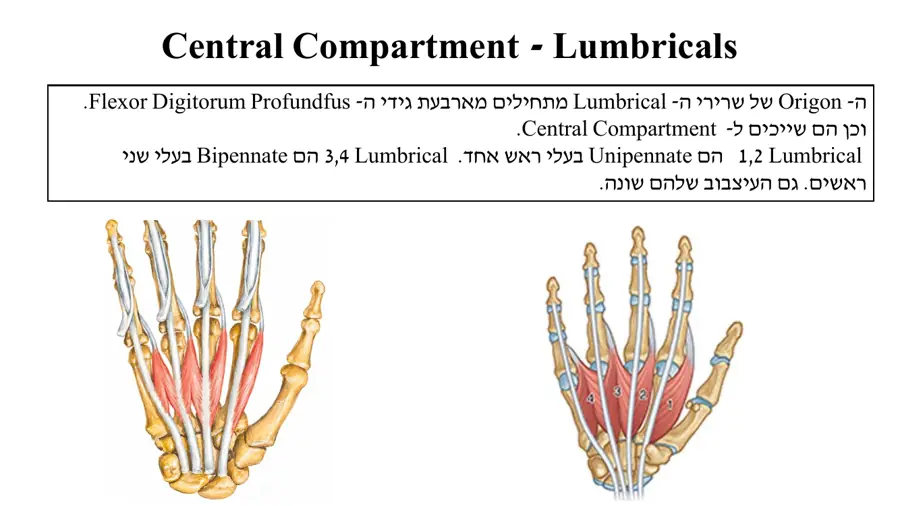 Central Compartment - Lumbricals
ה- Origon של שרירי ה- Lumbrical מתחילים מארבעת גידי ה- Flexor Digitorum Profundfus.
וכן הם שייכים ל- Central Compartment.
1,2 Lumbrical הם Unipennate בעלי ראש אחד. 3,4 Lumbrical הם Bipennate בעלי שני
ראשים. גם העיצבוב שלהם שונה.
4 3 2 1